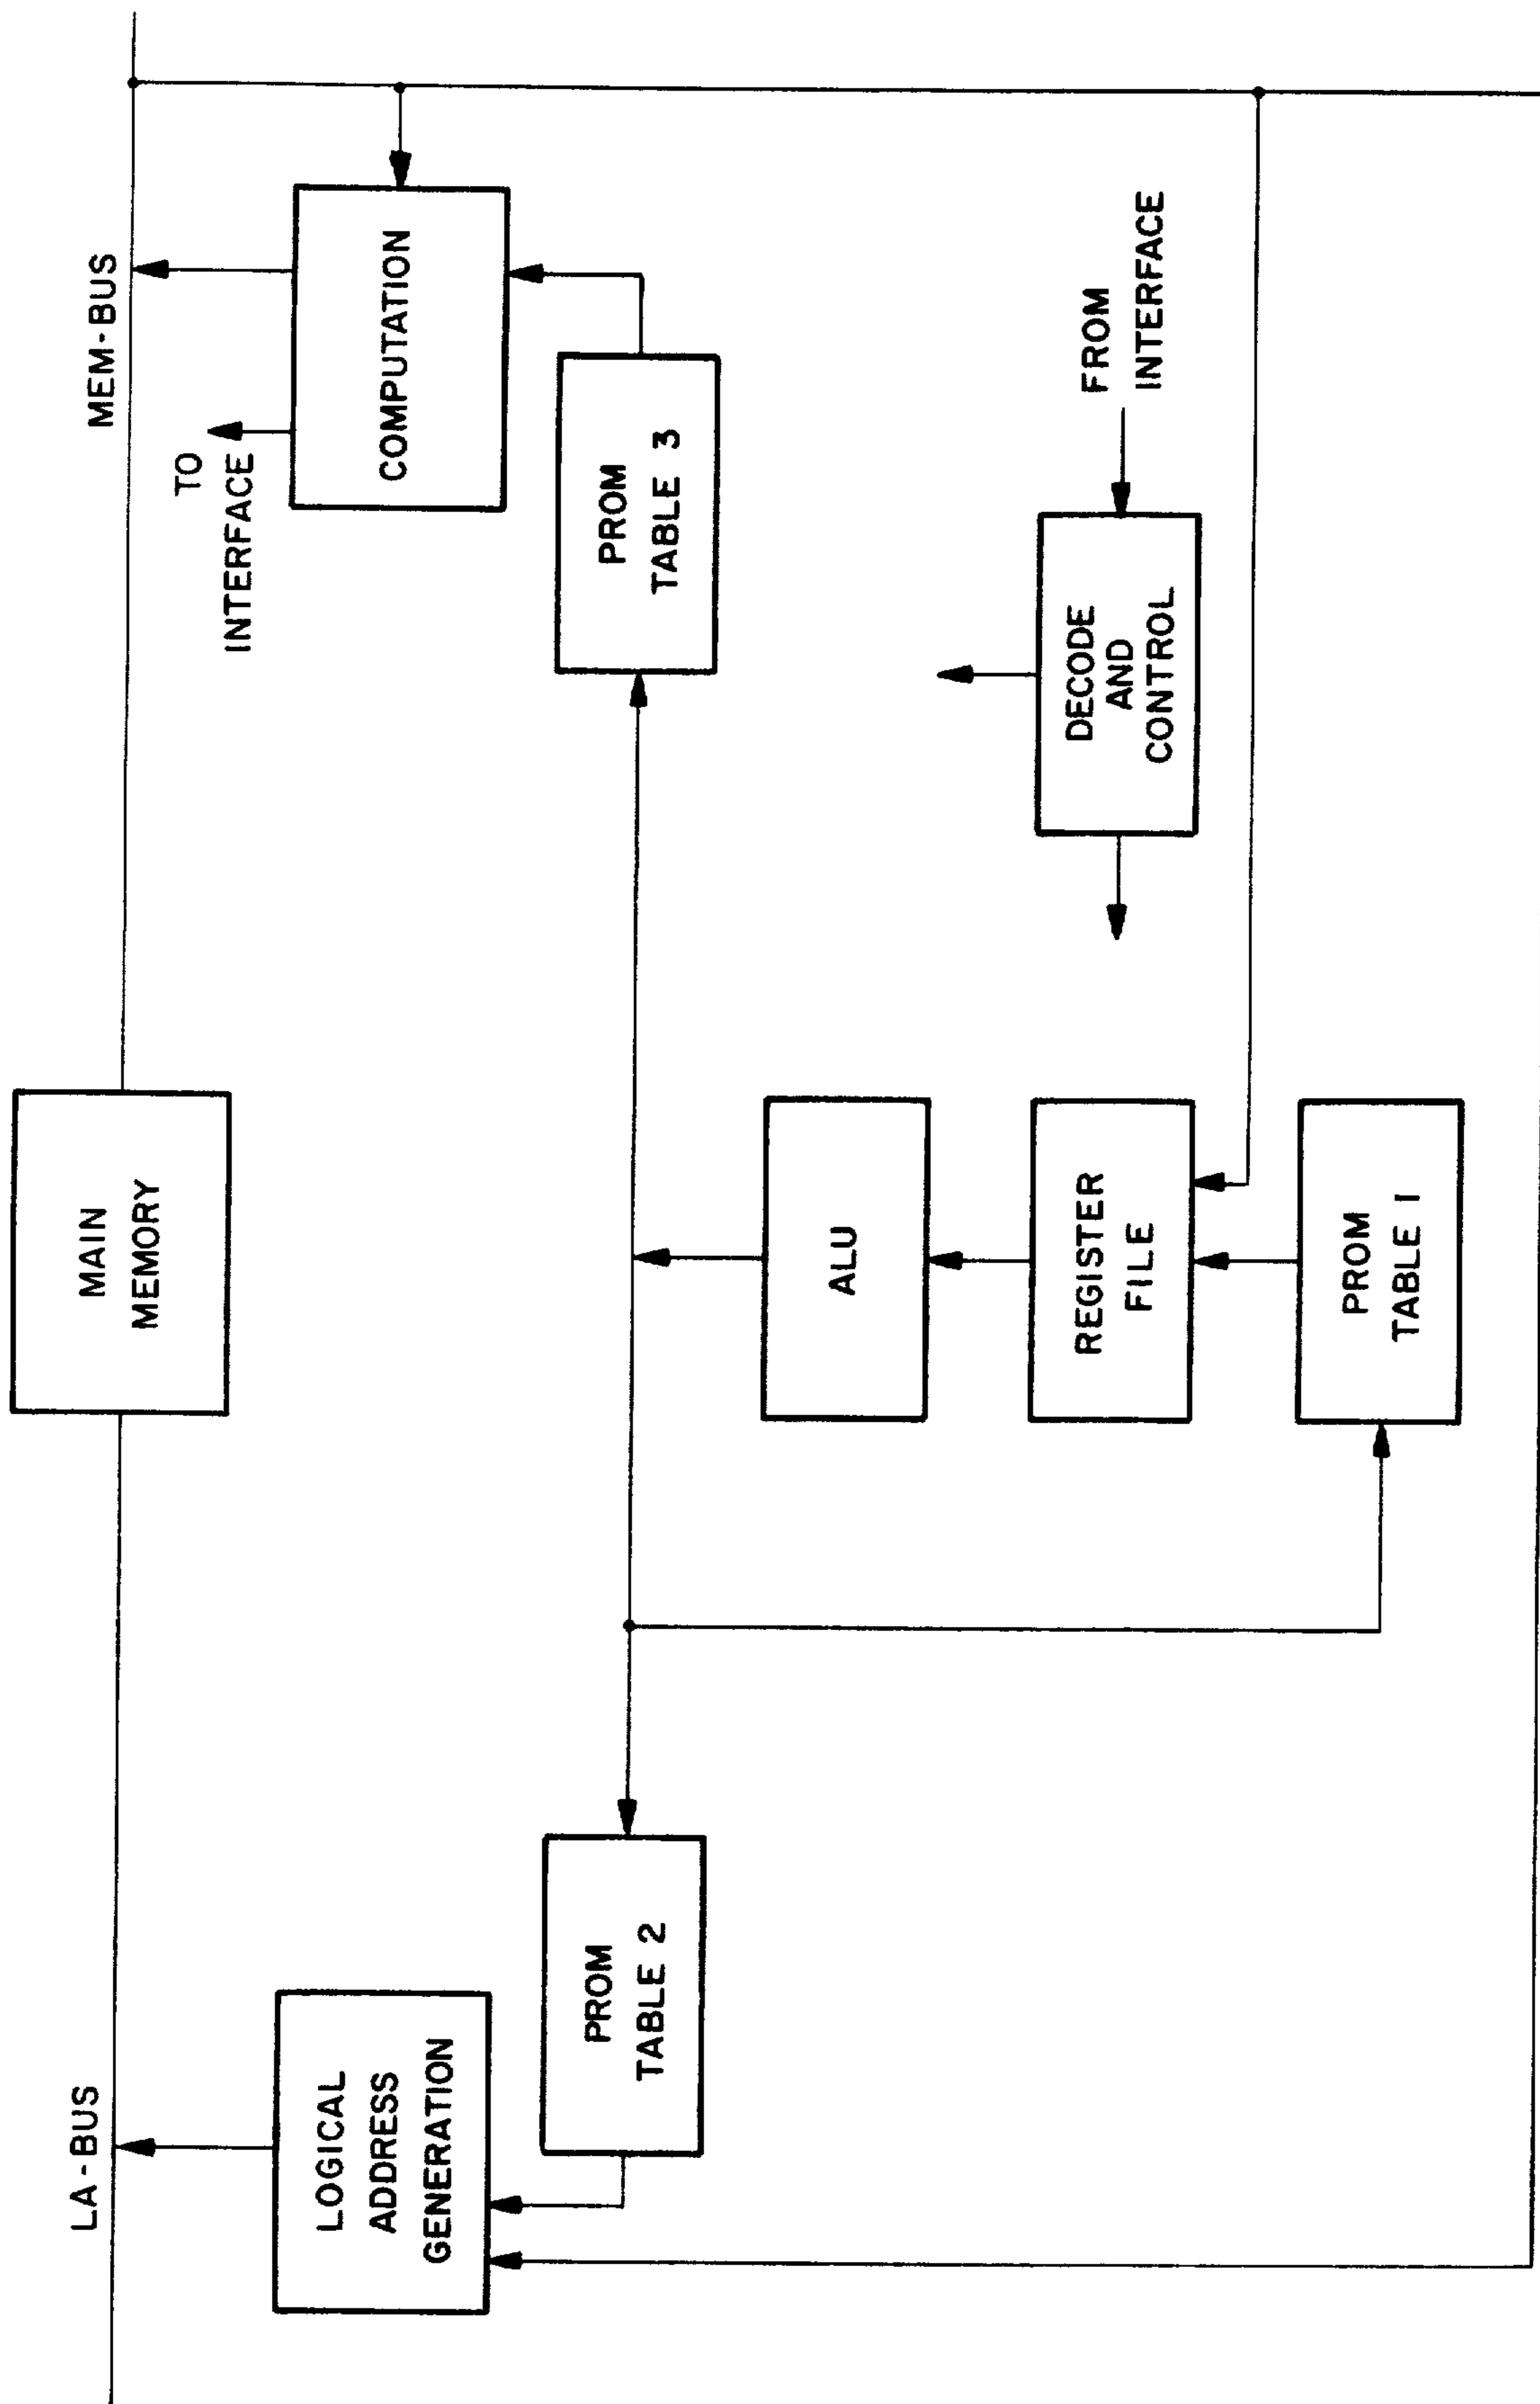 LA-BUS
MAIN
MEMORY
MEM-BUS
LOGICAL
ADDRESS
GENERATION
TO
INTERFACE
COMPUTATION
PROM
TABLE 2
PROM
TABLE 3
ALU
REGISTER
FILE
DECODE
AND
CONTROL
FROM
INTERFACE
PROM
TABLE 1